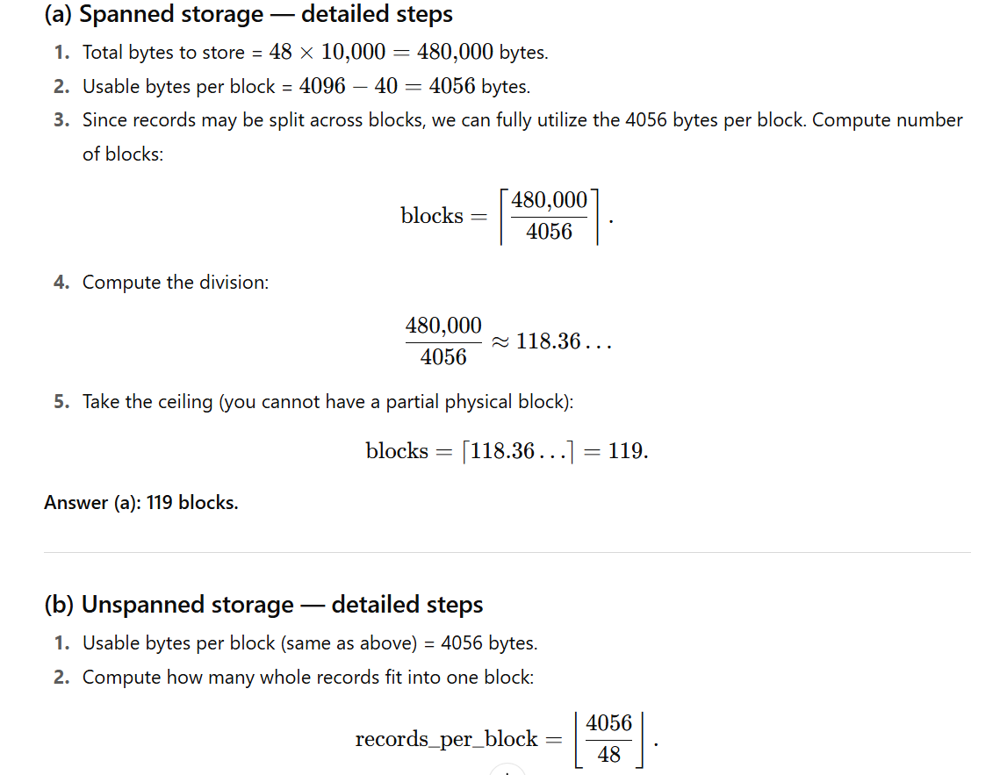 (a) Spanned storage — detailed steps
1. Total bytes to store = 48 × 10,000 = 480,000 bytes.
2. Usable bytes per block = 4096 − 40 = 4056 bytes.
3. Since records may be split across blocks, we can fully utilize the 4056 bytes per block. Compute number
of blocks:
blocks = ⌈480,000/4056⌉.
4. Compute the division:
480,000/4056 ≈ 118.36...
5. Take the ceiling (you cannot have a partial physical block):
blocks = ⌈118.36...⌉ = 119.
Answer (a): 119 blocks.
(b) Unspanned storage — detailed steps
1. Usable bytes per block (same as above) = 4056 bytes.
2. Compute how many whole records fit into one block:
records_per_block = ⌊4056/48⌋.